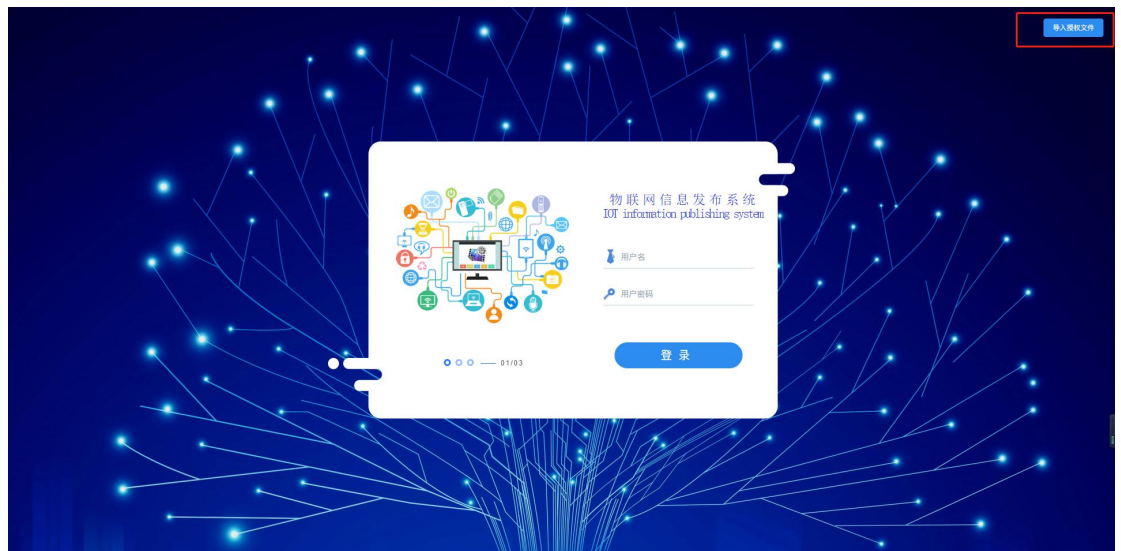 导入授权文件
物联网信息发布系统
IOT information publishing system
用户名
用户密码
登录
01/03